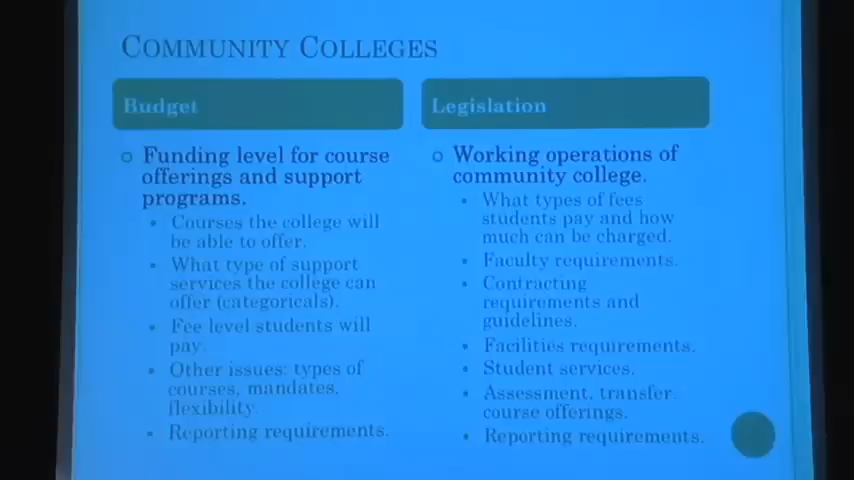 COMMUNITY COLLEGES
Budget
Funding level for course
offerings and support
programs.
Courses the college will
be able to offer.
What type of support
services the college can
offer (categoricals).
Fee level students will
pay.
Other issues: types of
courses, mandates,
flexibility.
Reporting requirements.
Legislation
Working operations of
community college.
What types of fees
students pay and how
much can be charged.
Faculty requirements.
Contracting
requirements and
guidelines.
Facilities requirements.
Student services.
Assessment, transfer,
course offerings.
Reporting requirements.